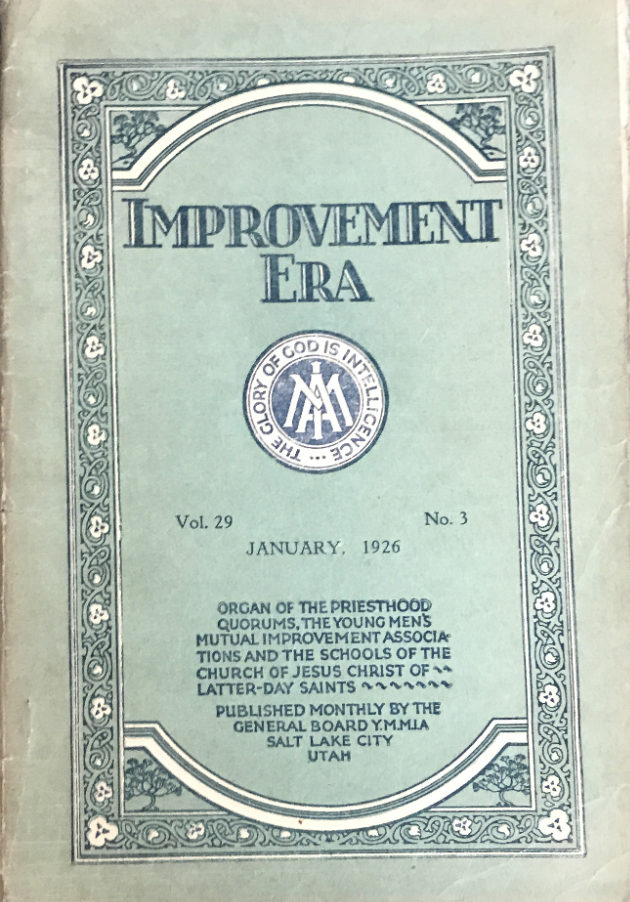 IMPROVEMENT
ERA
THE GLORY OF GOD IS INTELLIGENCE ...
MIA
Vol. 29 No. 3
JANUARY, 1926
ORGAN OF THE PRIESTHOOD
QUORUMS, THE YOUNG MEN'S
MUTUAL IMPROVEMENT ASSOCIA-
TIONS AND THE SCHOOLS OF THE
CHURCH OF JESUS CHRIST OF ~~
LATTER-DAY SAINTS ~~~~~~~
PUBLISHED MONTHLY BY THE
GENERAL BOARD Y.M.M.I.A
SALT LAKE CITY
UTAH